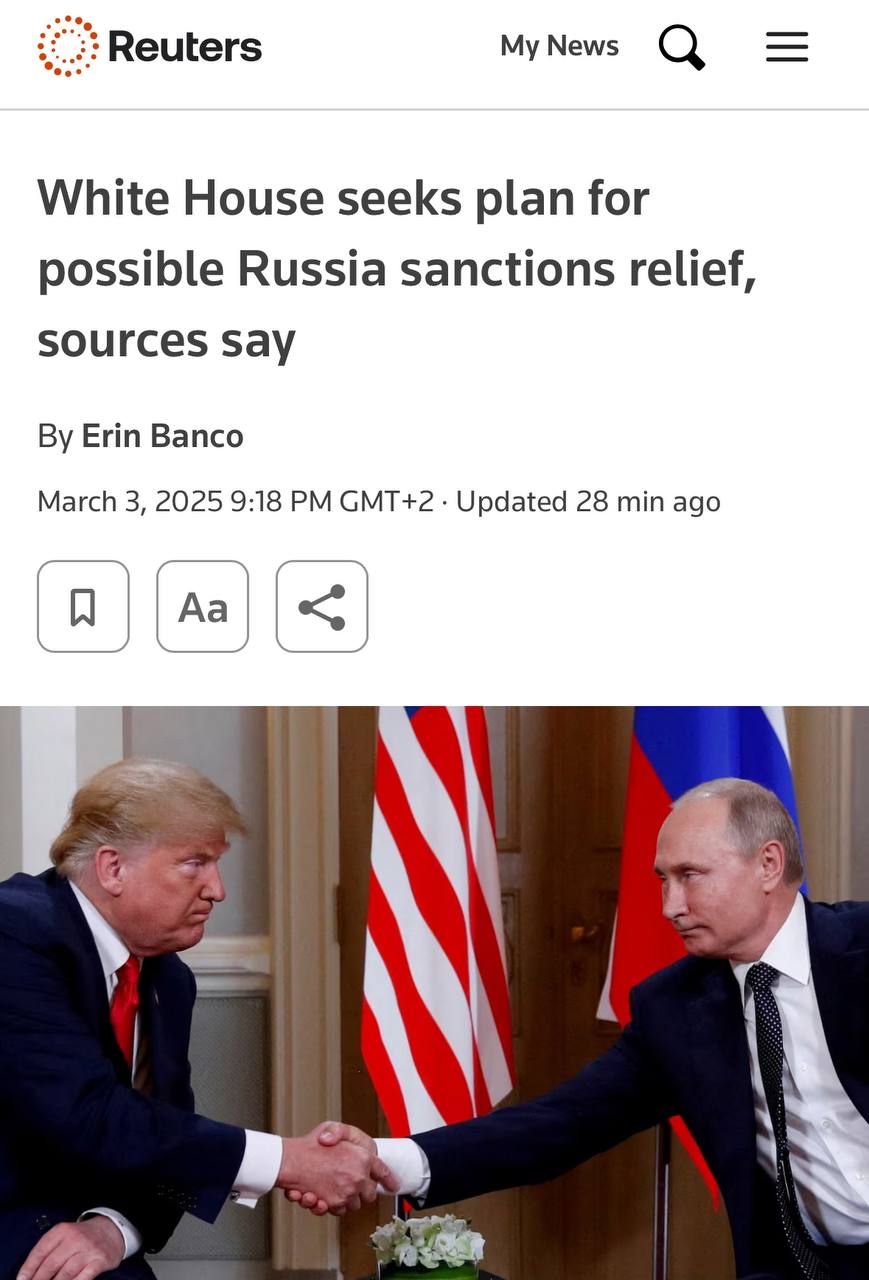 Reuters
My News
White House seeks plan for
possible Russia sanctions relief,
sources say
By Erin Banco
March 3, 2025 9:18 PM GMT+2 · Updated 28 min ago
Aa